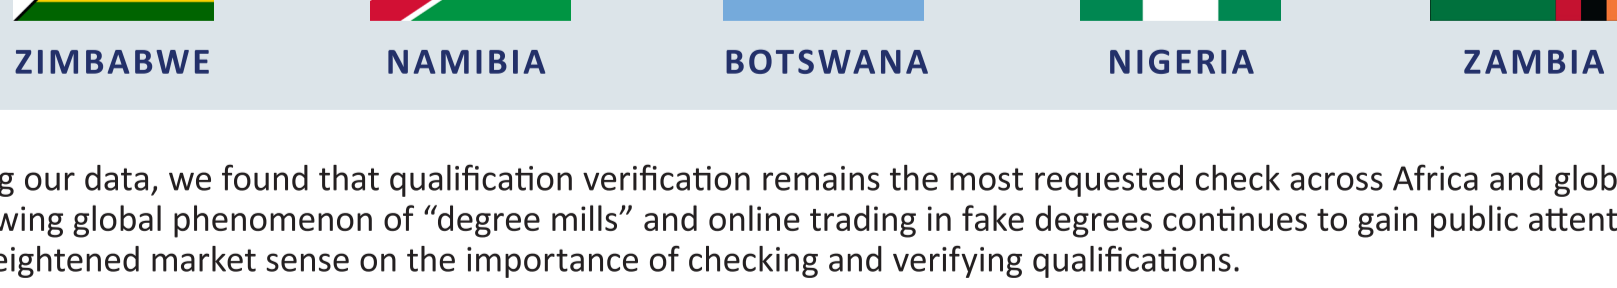 ZIMBABWE NAMIBIA BOTSWANA NIGERIA ZAMBIA
g our data, we found that qualification verification remains the most requested check across Africa and glob
wing global phenomenon of “degree mills” and online trading in fake degrees continues to gain public attent
eightened market sense on the importance of checking and verifying qualifications.